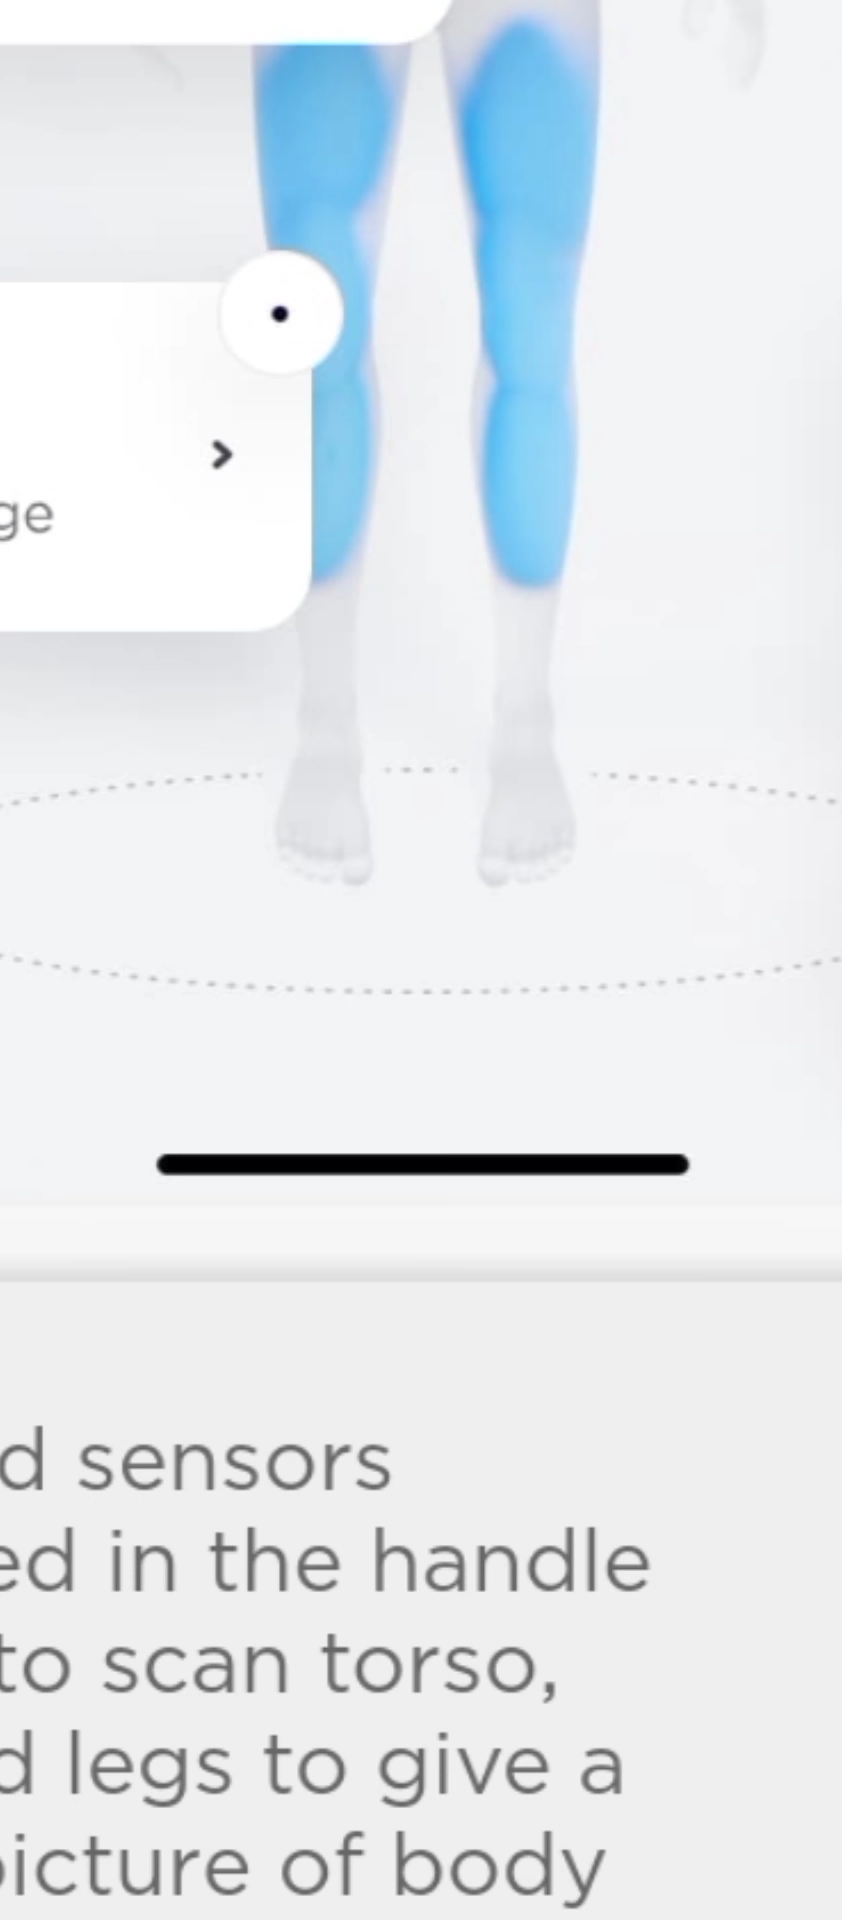 ge
d sensors
ed in the handle
to scan torso,
d legs to give a
picture of body